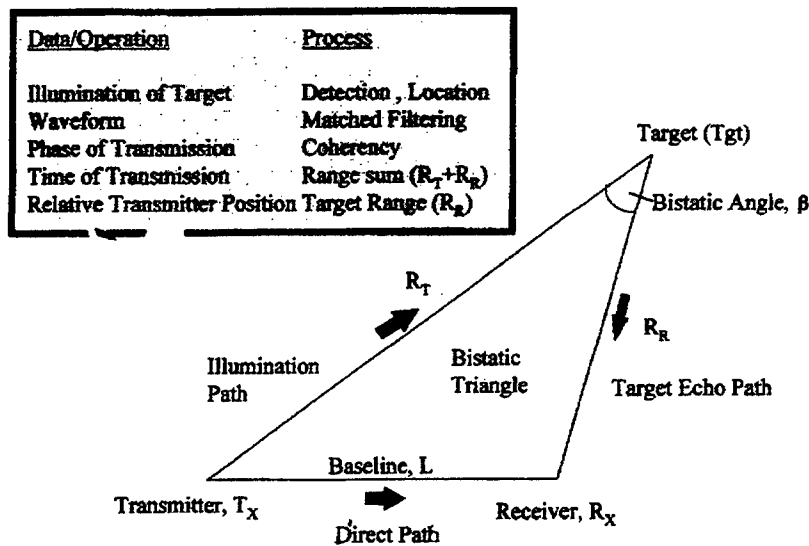 Data/Operation Process
Illumination of Target Detection , Location
Waveform Matched Filtering
Phase of Transmission Coherency
Time of Transmission Range sum (R_T+R_R)
Relative Transmitter Position Target Range (R_R)
Target (Tgt)
Bistatic Angle, β
R_T
R_R
Illumination
Path
Bistatic
Triangle
Target Echo Path
Baseline, L
Transmitter, T_X
Receiver, R_X
Direct Path